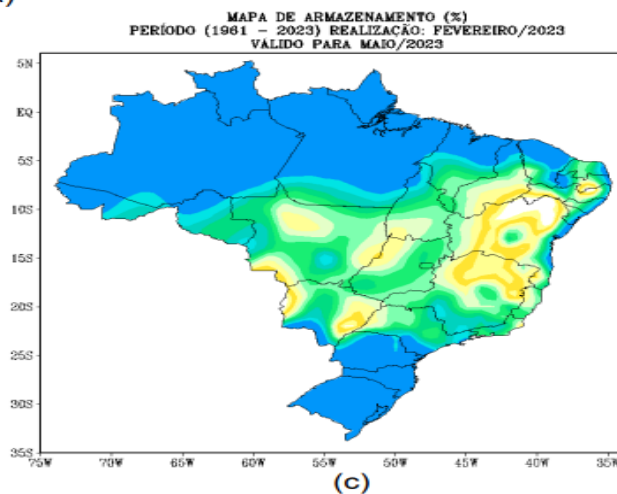 MAPA DE ARMAZENAMENTO (%)
PERÍODO (1961 – 2023) REALIZAÇÃO: FEVEREIRO/2023
VÁLIDO PARA MAIO/2023
5N
EQ
5S
10S
15S
20S
25S
30S
35S
75W 70W 65W 60W 55W 50W 45W 40W 35W
(c)